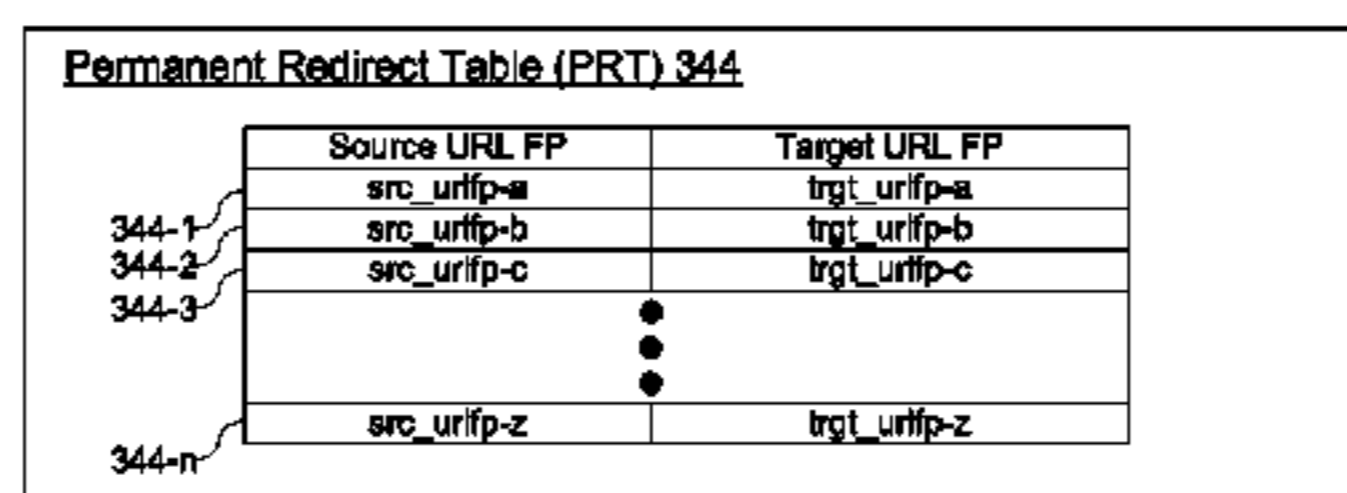 Permanent Redirect Table (PRT) 344
Source URL FP Target URL FP
344-1 src_urlfp-a trgt_urlfp-a
344-2 src_urlfp-b trgt_urlfp-b
344-3 src_urlfp-c trgt_urlfp-c
344-n src_urlfp-z trgt_urlfp-z